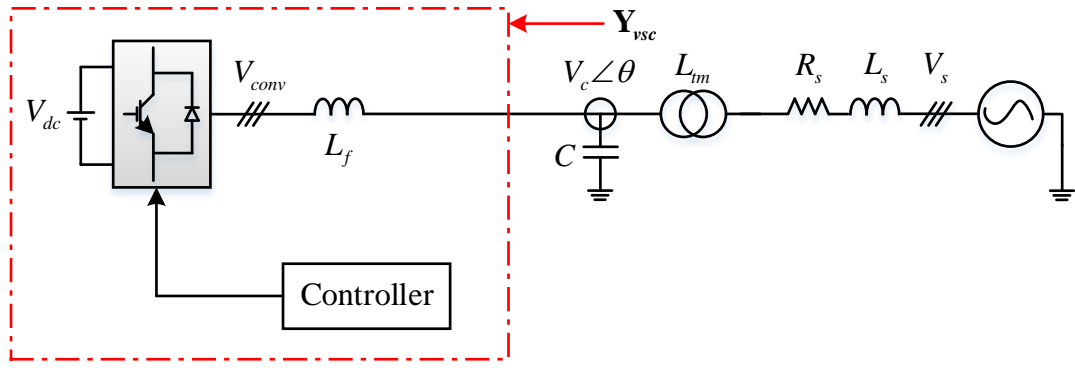 Y_vsc
V_dc
V_conv
L_f
V_c∠θ
C
L_tm
R_s
L_s
V_s
Controller